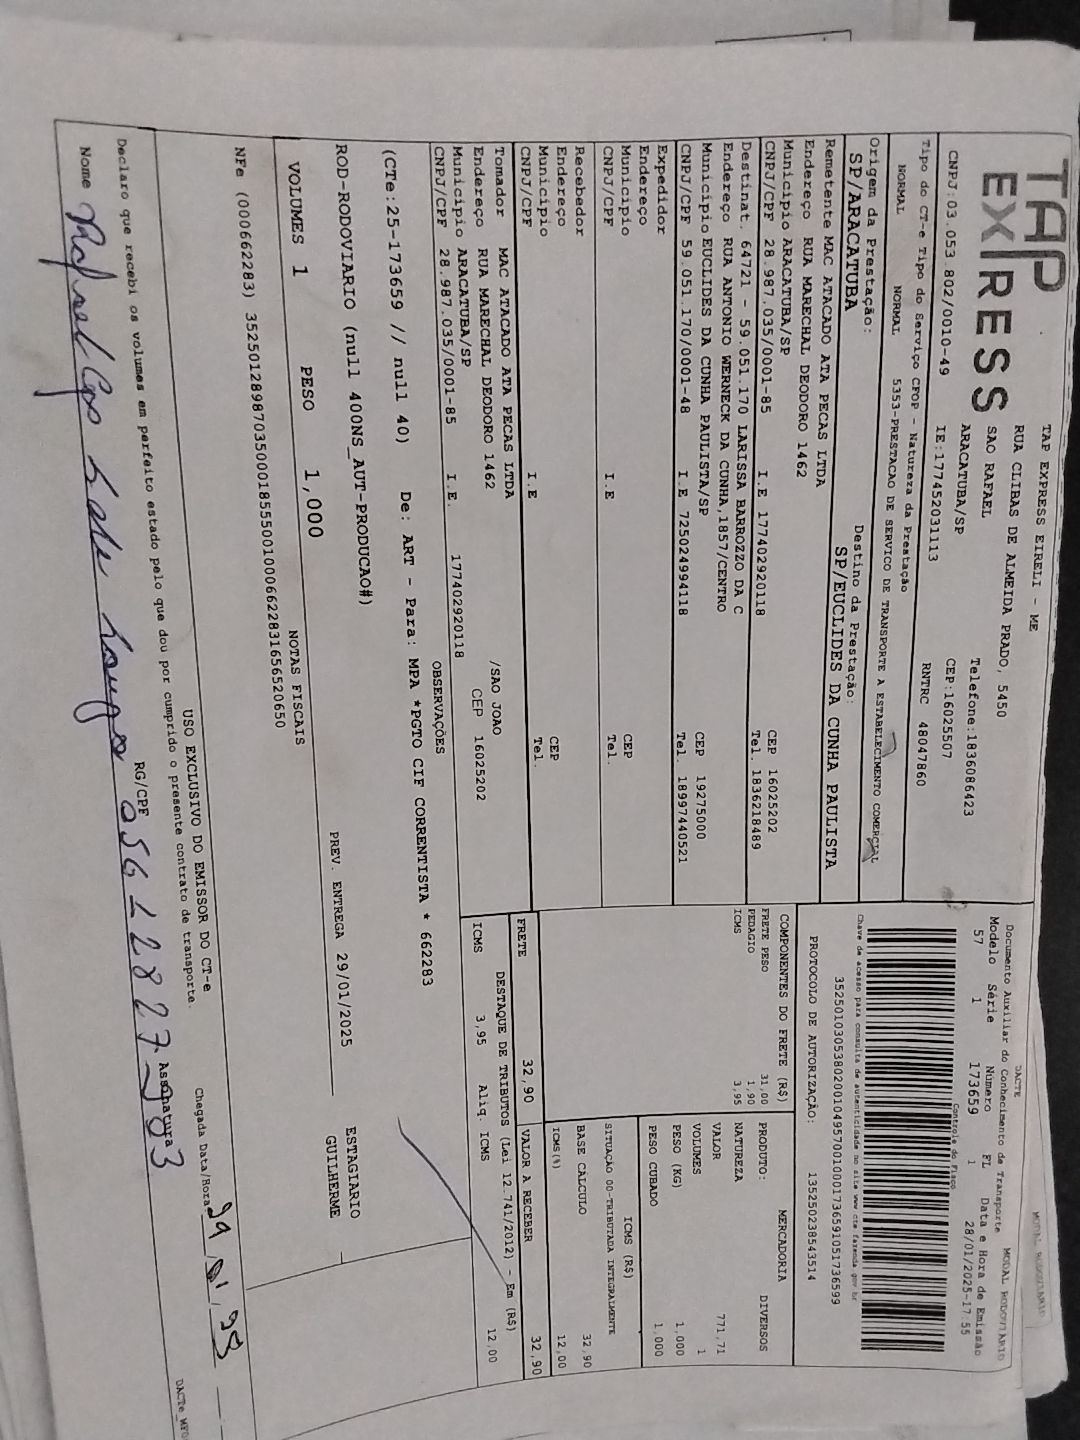 TAP EXPRESS
TAP EXPRESS EIRELI - ME
RUA CLIBAS DE ALMEIDA PRADO, 5450
SAO RAFAEL Telefone:1836086423
ARACATUBA/SP CEP:16025507
CNPJ:03.053.802/0010-49 IE:177452031113 RNTRC 48047860
Tipo do CT-e Tipo do Serviço CFOP - Natureza da Prestação
NORMAL NORMAL 5353-PRESTACAO DE SERVICO DE TRANSPORTE A ESTABELECIMENTO COMERCIAL
Origem da Prestação: Destino da Prestação:
SP/ARACATUBA SP/EUCLIDES DA CUNHA PAULISTA
Remetente MAC ATACADO ATA PECAS LTDA
Endereço RUA MARECHAL DEODORO 1462
Município ARACATUBA/SP CEP 16025202
CNPJ/CPF 28.987.035/0001-85 I.E 177402920118 Tel. 1836218489
Destinat. 64721 - 59.051.170 LARISSA BARROZZO DA C
Endereço RUA ANTONIO WERNECK DA CUNHA,1857/CENTRO
Município EUCLIDES DA CUNHA PAULISTA/SP CEP 19275000
CNPJ/CPF 59.051.170/0001-48 I.E 725024994118 Tel. 18997440521
Expedidor
Endereço
Município CEP
CNPJ/CPF I.E Tel.
Recebedor
Endereço
Município CEP
CNPJ/CPF I.E Tel.
Tomador MAC ATACADO ATA PECAS LTDA
Endereço RUA MARECHAL DEODORO 1462 /SAO JOAO
Município ARACATUBA/SP CEP 16025202
CNPJ/CPF 28.987.035/0001-85 I.E. 177402920118
OBSERVAÇÕES
(CTe:25-173659 // null 40) De: ART - Para: MPA *PGTO CIF CORRENTISTA * 662283
ROD-RODOVIARIO (null 400NS_AUT-PRODUCAO#)
PREV. ENTREGA 29/01/2025
ESTAGIARIO
GUILHERME
DACTE
Documento Auxiliar do Conhecimento de Transporte MODAL RODOVIARIO
Modelo Série Número FL Data e Hora de Emissão
57 1 173659 1 28/01/2025-17:55
Controle do Fisco
Chave de acesso para consulta de autenticidade no site www.cte.fazenda.gov.br
35250103053802001049570010001736591051736599
PROTOCOLO DE AUTORIZAÇÃO: 135250238543514
COMPONENTES DO FRETE (R$)
FRETE PESO 31,00
PEDAGIO 1,90
ICMS 3,95
PRODUTO: MERCADORIA DIVERSOS
NATUREZA
VALOR 771,71
VOLUMES 1
PESO (KG) 1,000
PESO CUBADO 1,000
ICMS (R$)
SITUAÇÃO 00-TRIBUTADA INTEGRALMENTE
BASE CALCULO 32,90
ICMS(%) 12,00
FRETE 32,90 VALOR A RECEBER 32,90
DESTAQUE DE TRIBUTOS (Lei 12.741/2012) - Em (R$)
ICMS 3,95 Aliq. ICMS 12,00
VOLUMES 1 PESO 1,000
NOTAS FISCAIS
NFe (000662283) 35250128987035000185550010006622831656520650
USO EXCLUSIVO DO EMISSOR DO CT-e
Declaro que recebi os volumes em perfeito estado pelo que dou por cumprido o presente contrato de transporte.
Chegada Data/Hora
Nome RG/CPF Assinatura